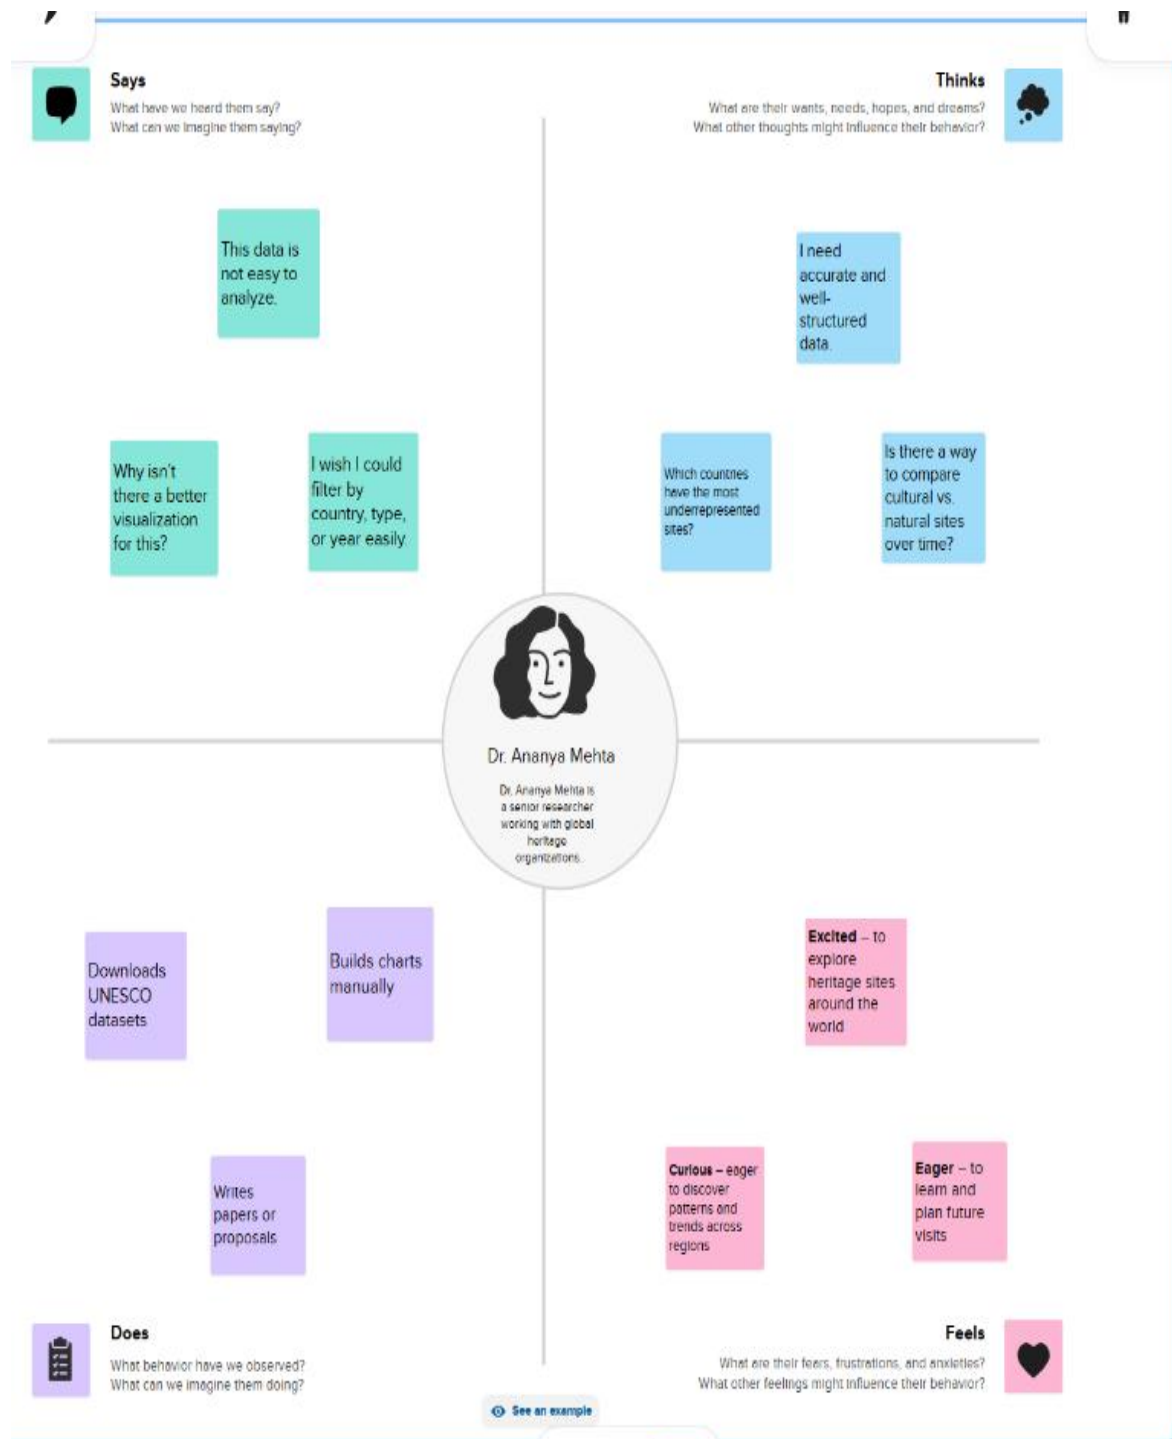 Says
What have we heard them say?
What can we imagine them saying?
Thinks
What are their wants, needs, hopes, and dreams?
What other thoughts might influence their behavior?
This data is
not easy to
analyze.
Why isn't
there a better
visualization
for this?
I wish I could
filter by
country, type,
or year easily.
I need
accurate and
well-
structured
data.
Which countries
have the most
underrepresented
sites?
Is there a way
to compare
cultural vs.
natural sites
over time?
Dr. Ananya Mehta
Dr. Ananya Mehta is
a senior researcher
working with global
heritage
organizations.
Downloads
UNESCO
datasets
Builds charts
manually
Writes
papers or
proposals
Excited – to
explore
heritage sites
around the
world
Curious – eager
to discover
patterns and
trends across
regions
Eager – to
learn and
plan future
visits
Does
What behavior have we observed?
What can we imagine them doing?
Feels
What are their fears, frustrations, and anxieties?
What other feelings might influence their behavior?
See an example